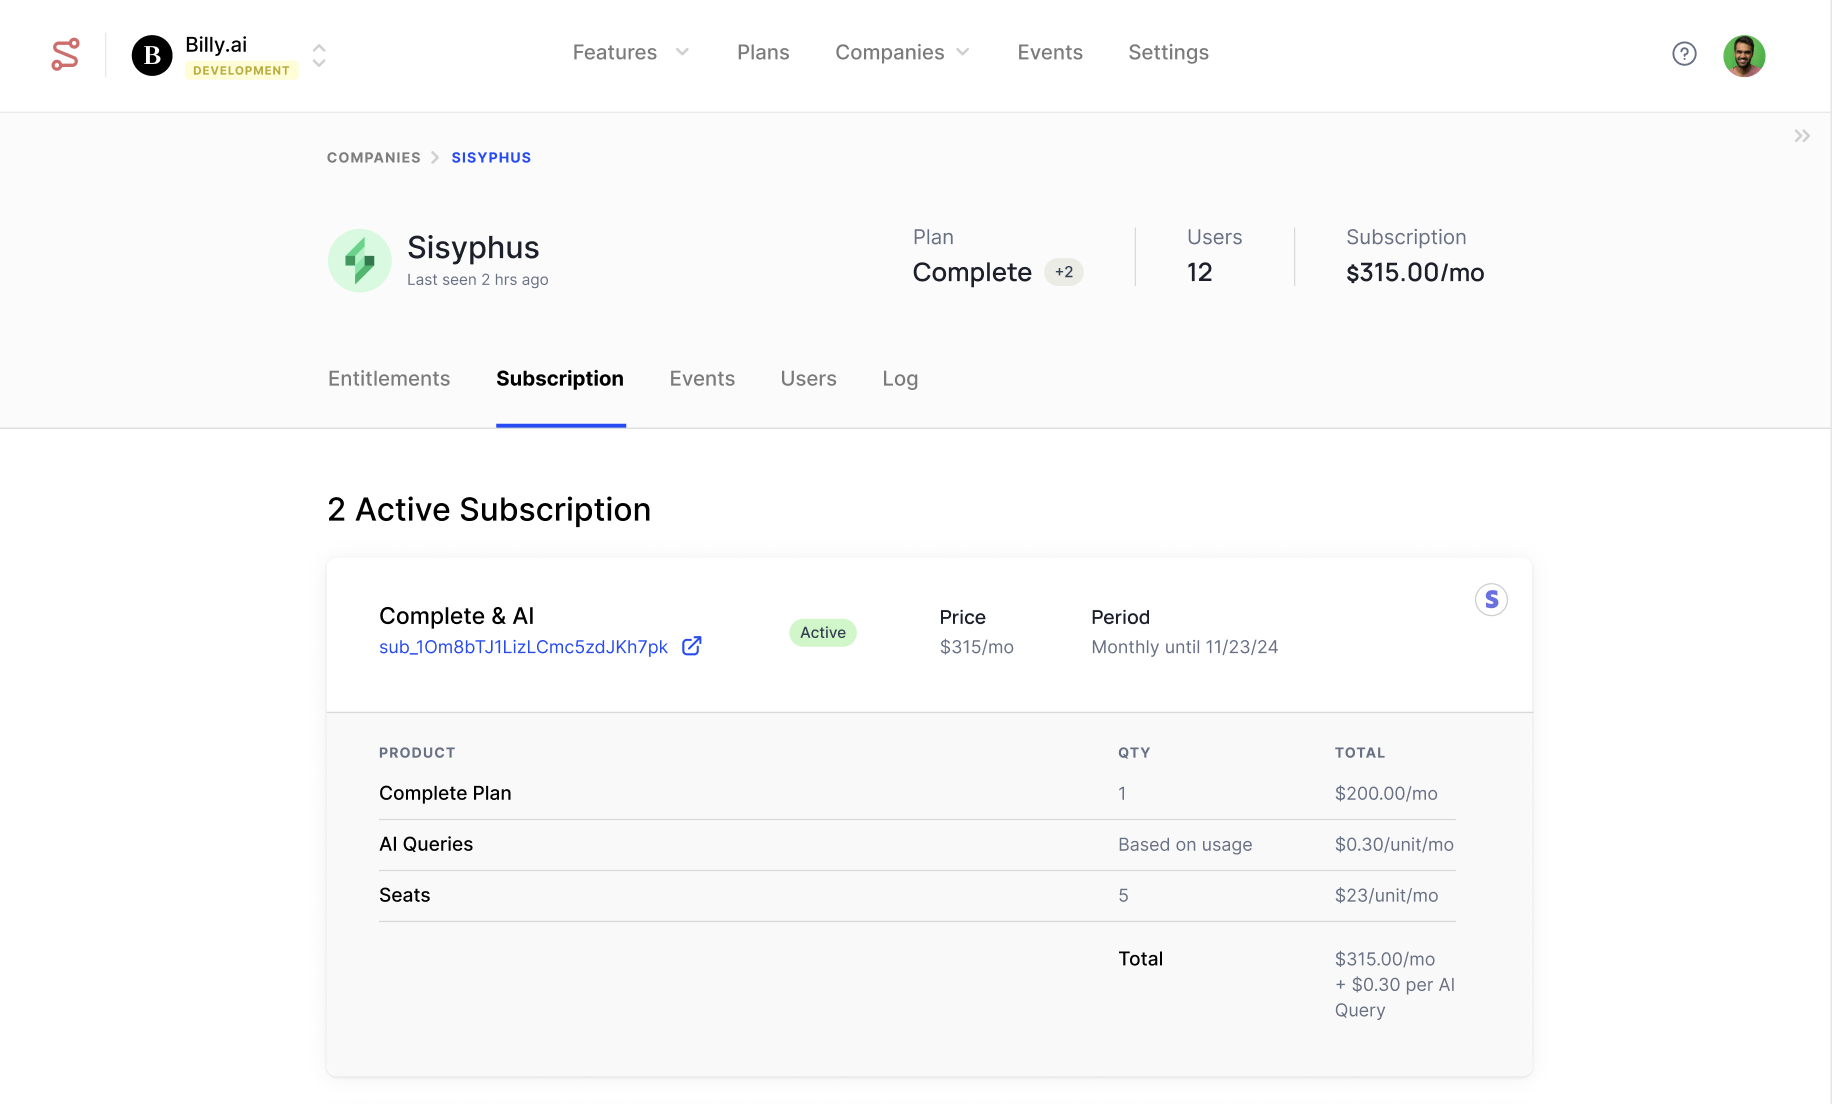 B
Billy.ai
DEVELOPMENT
Features
Plans
Companies
Events
Settings
?
COMPANIES
SISYPHUS
Sisyphus
Last seen 2 hrs ago
Plan
Complete +2
Users
12
Subscription
$315.00/mo
Entitlements
Subscription
Events
Users
Log
2 Active Subscription
Complete & AI
sub_1Om8bTJ1LizLCmc5zdJKh7pk
Active
Price
$315/mo
Period
Monthly until 11/23/24
S
PRODUCT QTY TOTAL
Complete Plan 1 $200.00/mo
AI Queries Based on usage $0.30/unit/mo
Seats 5 $23/unit/mo
Total $315.00/mo
+ $0.30 per AI
Query